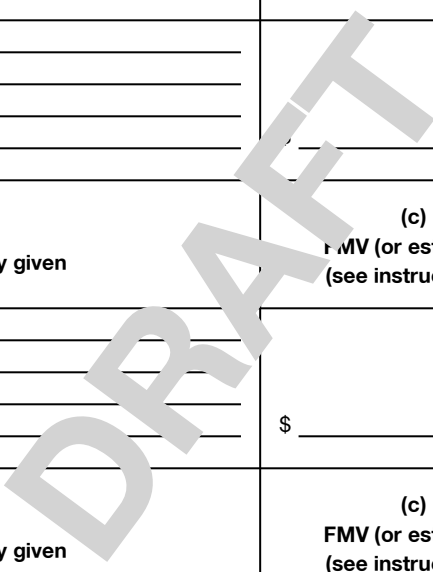 (c)
FMV (or est
y given
(see instruc
$
(c)
FMV (or est
y given
(see instruc
DRAFT